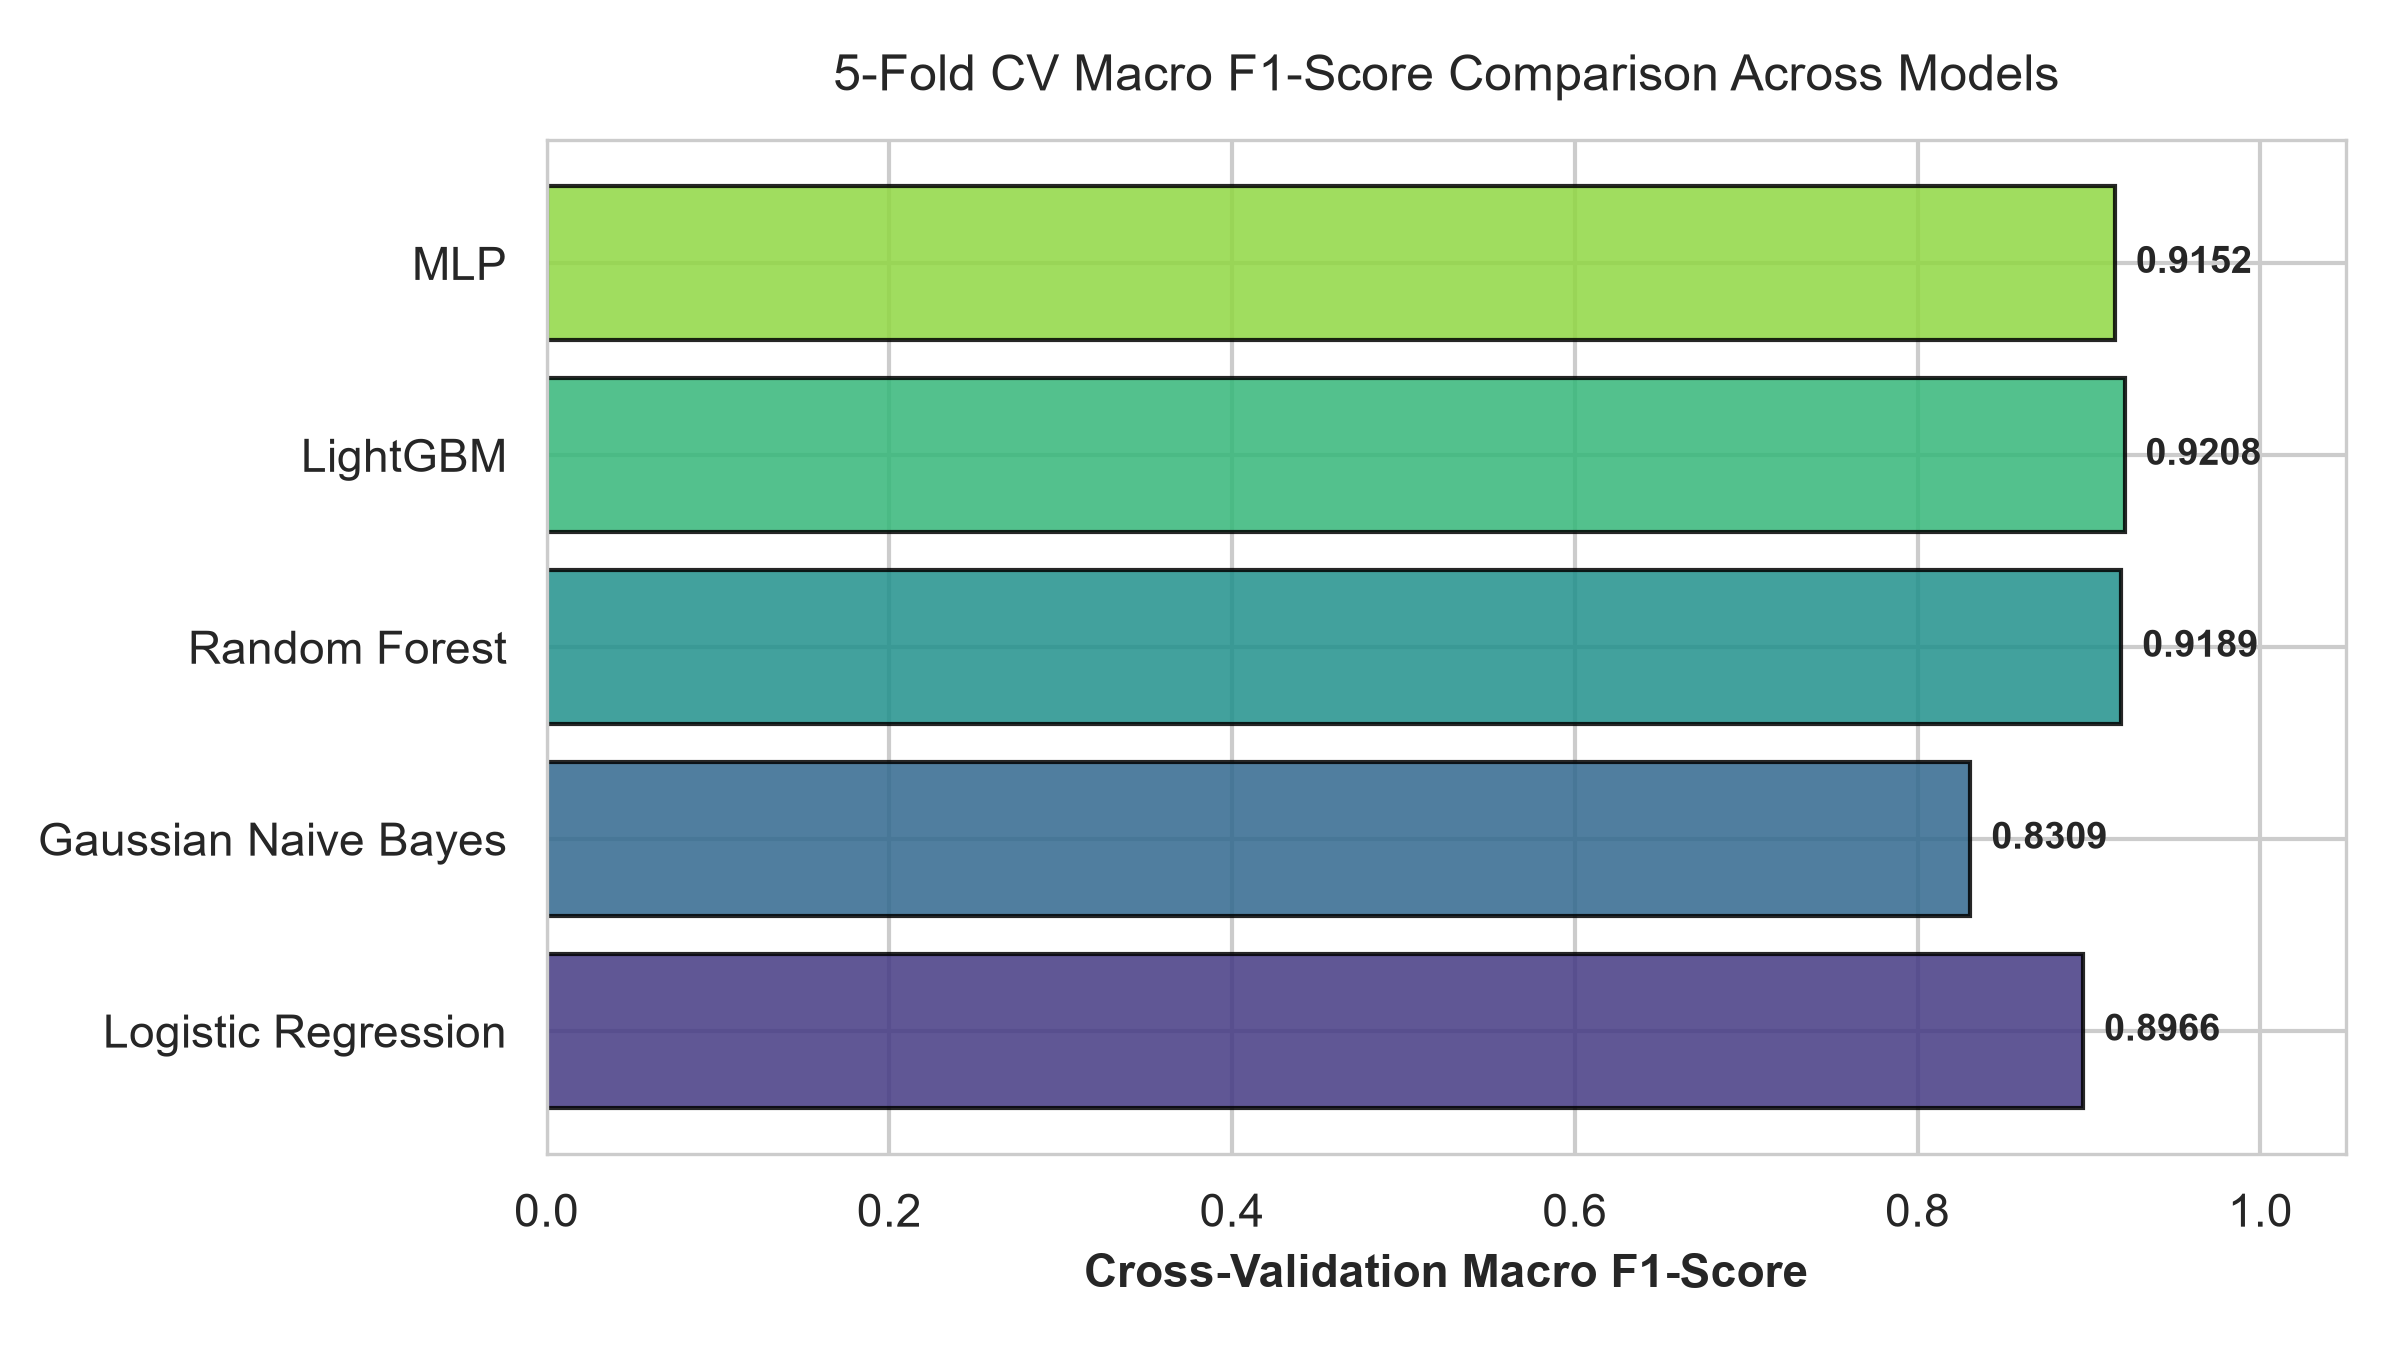 5-Fold CV Macro F1-Score Comparison Across Models
MLP 0.9152
LightGBM 0.9208
Random Forest 0.9189
Gaussian Naive Bayes 0.8309
Logistic Regression 0.8966
0.0 0.2 0.4 0.6 0.8 1.0
Cross-Validation Macro F1-Score